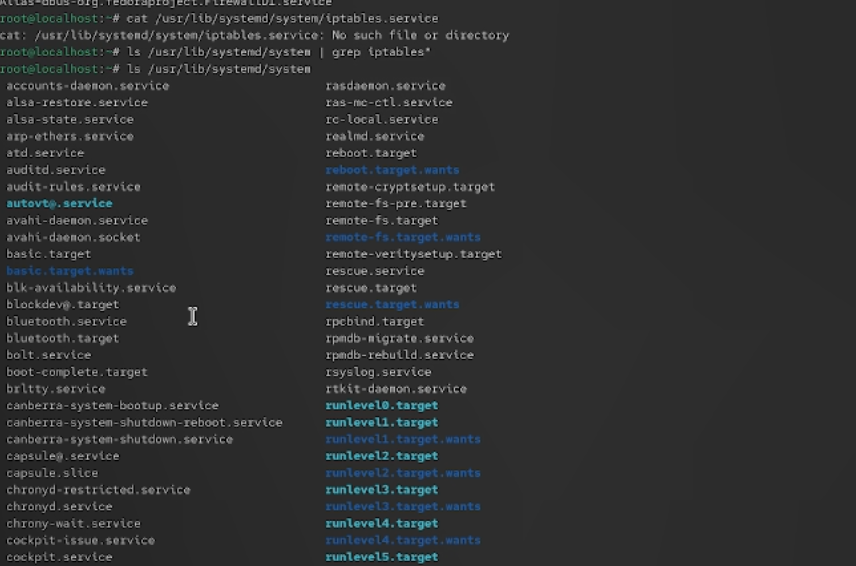 Alias=dbus-org.fedoraproject.FirewallD1.service
root@localhost:~# cat /usr/lib/systemd/system/iptables.service
cat: /usr/lib/systemd/system/iptables.service: No such file or directory
root@localhost:~# ls /usr/lib/systemd/system | grep iptables*
root@localhost:~# ls /usr/lib/systemd/system
accounts-daemon.service rasdaemon.service
alsa-restore.service ras-mc-ctl.service
alsa-state.service rc-local.service
arp-ethers.service realmd.service
atd.service reboot.target
auditd.service reboot.target.wants
audit-rules.service remote-cryptsetup.target
autovt@.service remote-fs-pre.target
avahi-daemon.service remote-fs.target
avahi-daemon.socket remote-fs.target.wants
basic.target remote-veritysetup.target
basic.target.wants rescue.service
blk-availability.service rescue.target
blockdev@.target rescue.target.wants
bluetooth.service rpcbind.target
bluetooth.target rpmdb-migrate.service
bolt.service rpmdb-rebuild.service
boot-complete.target rsyslog.service
brltty.service rtkit-daemon.service
canberra-system-bootup.service runlevel0.target
canberra-system-shutdown-reboot.service runlevel1.target
canberra-system-shutdown.service runlevel1.target.wants
capsule@.service runlevel2.target
capsule.slice runlevel2.target.wants
chronyd-restricted.service runlevel3.target
chronyd.service runlevel3.target.wants
chrony-wait.service runlevel4.target
cockpit-issue.service runlevel4.target.wants
cockpit.service runlevel5.target